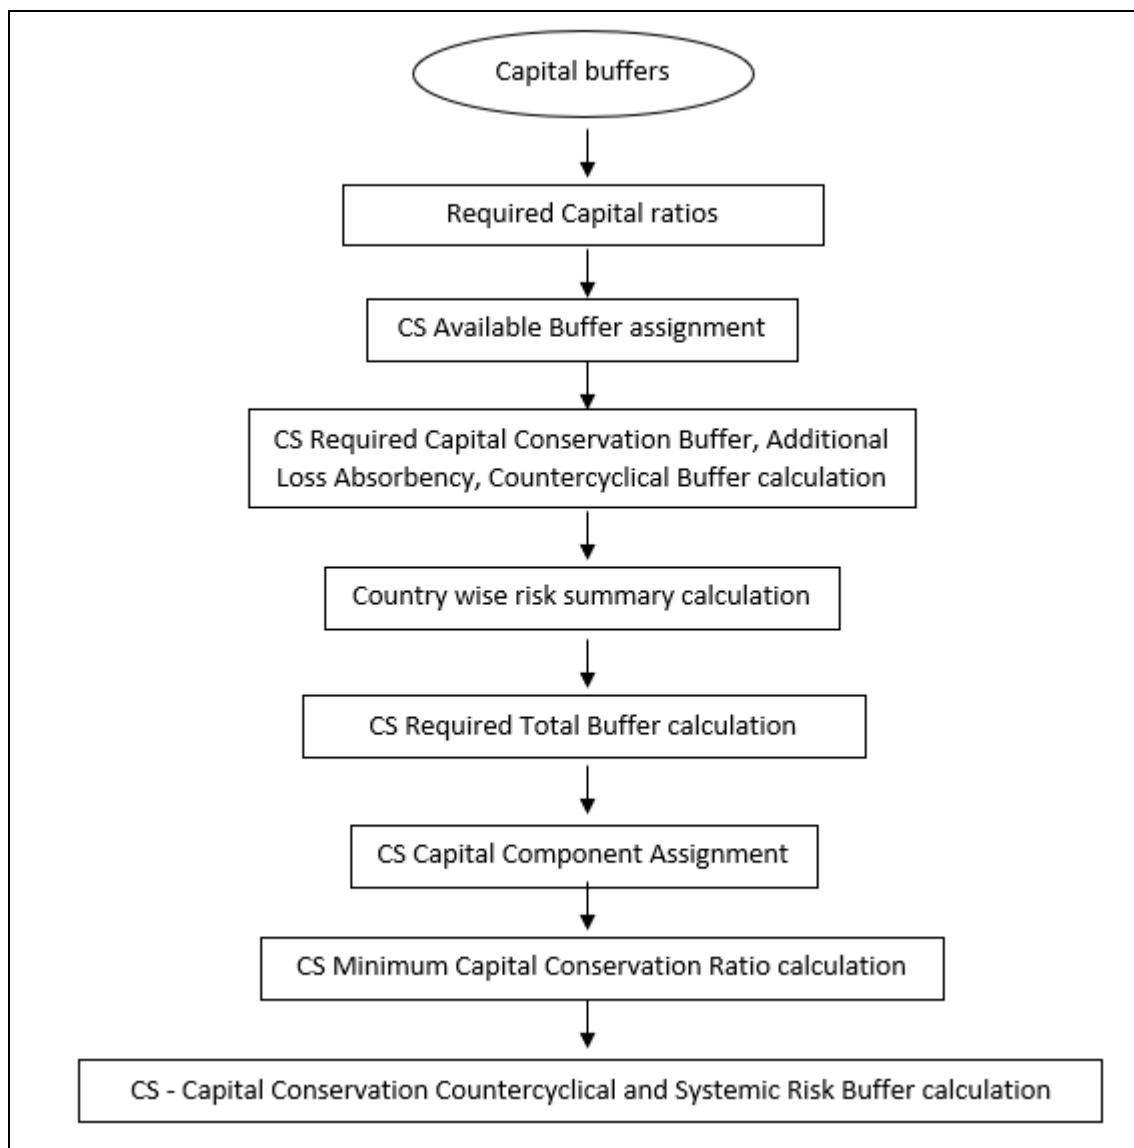 Capital buffers
Required Capital ratios
CS Available Buffer assignment
CS Required Capital Conservation Buffer, Additional
Loss Absorbency, Countercyclical Buffer calculation
Country wise risk summary calculation
CS Required Total Buffer calculation
CS Capital Component Assignment
CS Minimum Capital Conservation Ratio calculation
CS - Capital Conservation Countercyclical and Systemic Risk Buffer calculation